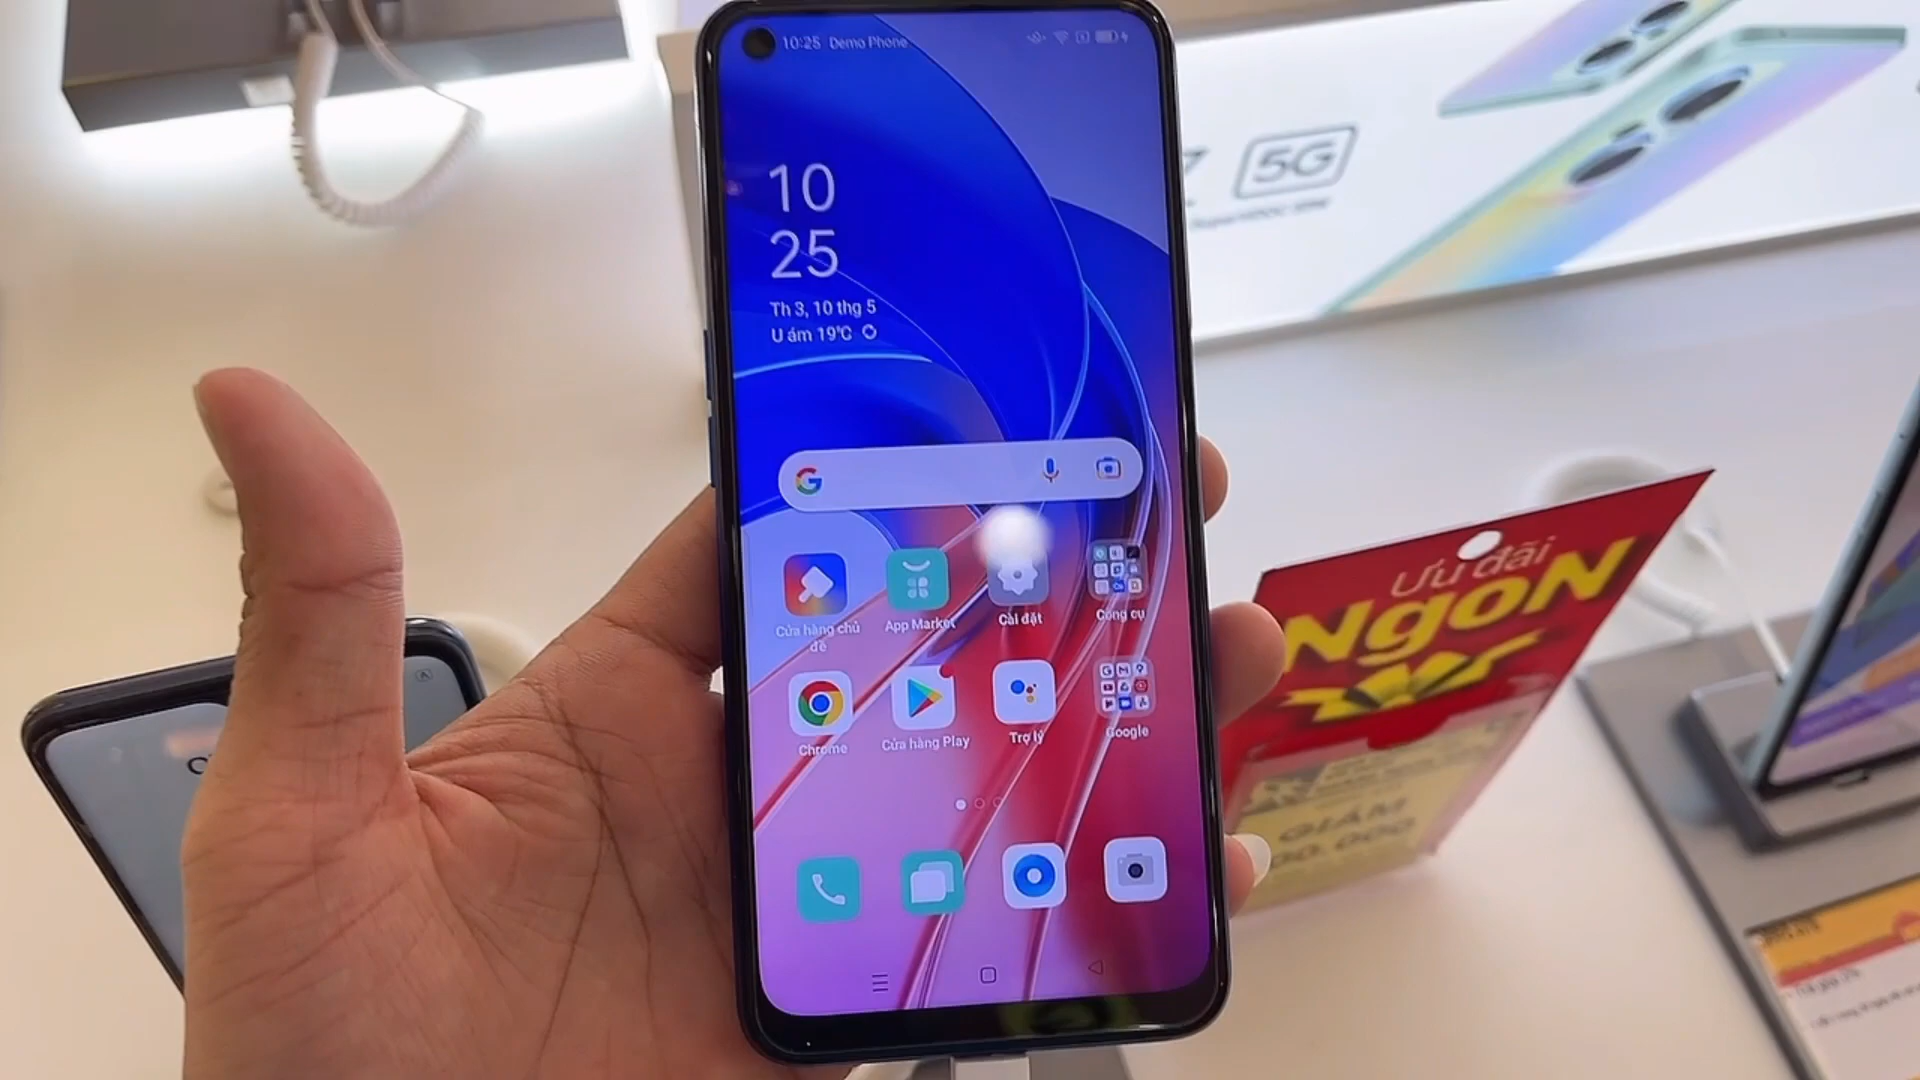 10:25 Demo Phone
10
25
Th 3, 10 thg 5
U ám 19°C
Cửa hàng chủ đề
App Market
Cài đặt
Công cụ
Chrome
Cửa hàng Play
Trợ lý
Google
5G
Ưu đãi
NgoN
GIẢM